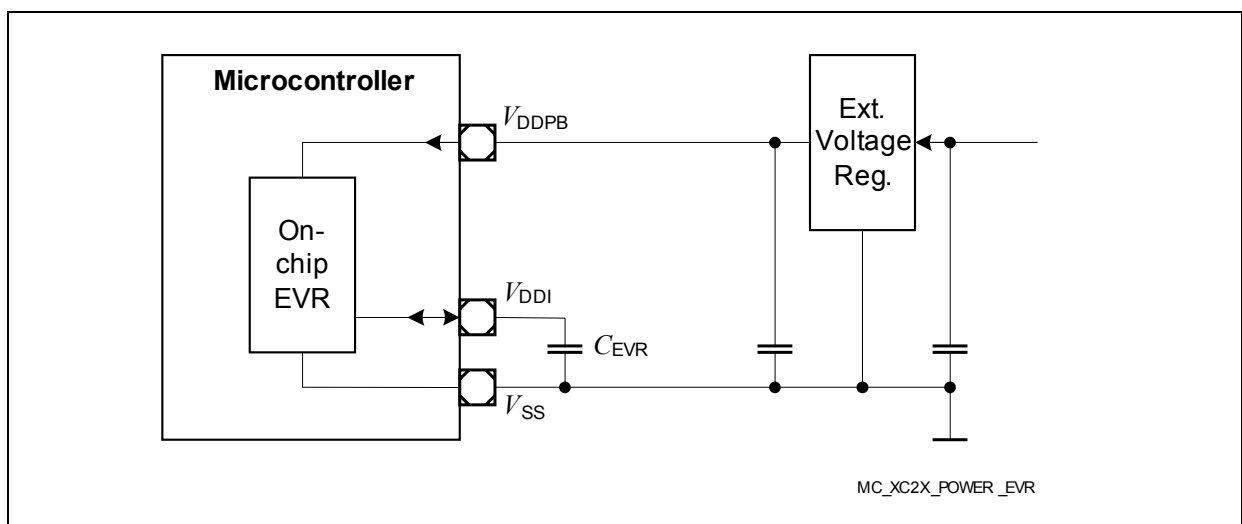 Microcontroller
VDDPB
Ext.
Voltage
Reg.
On-
chip
EVR
VDDI
CEVR
VSS
MC_XC2X_POWER _EVR